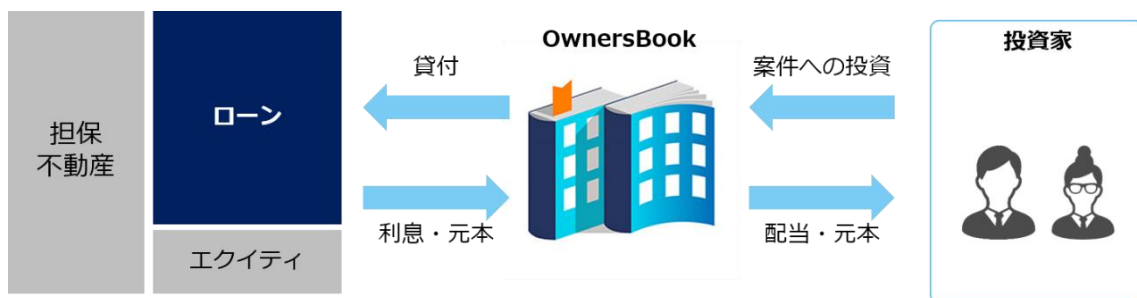 担保
不動産
ローン
エクイティ
貸付
利息・元本
OwnersBook
案件への投資
配当・元本
投資家